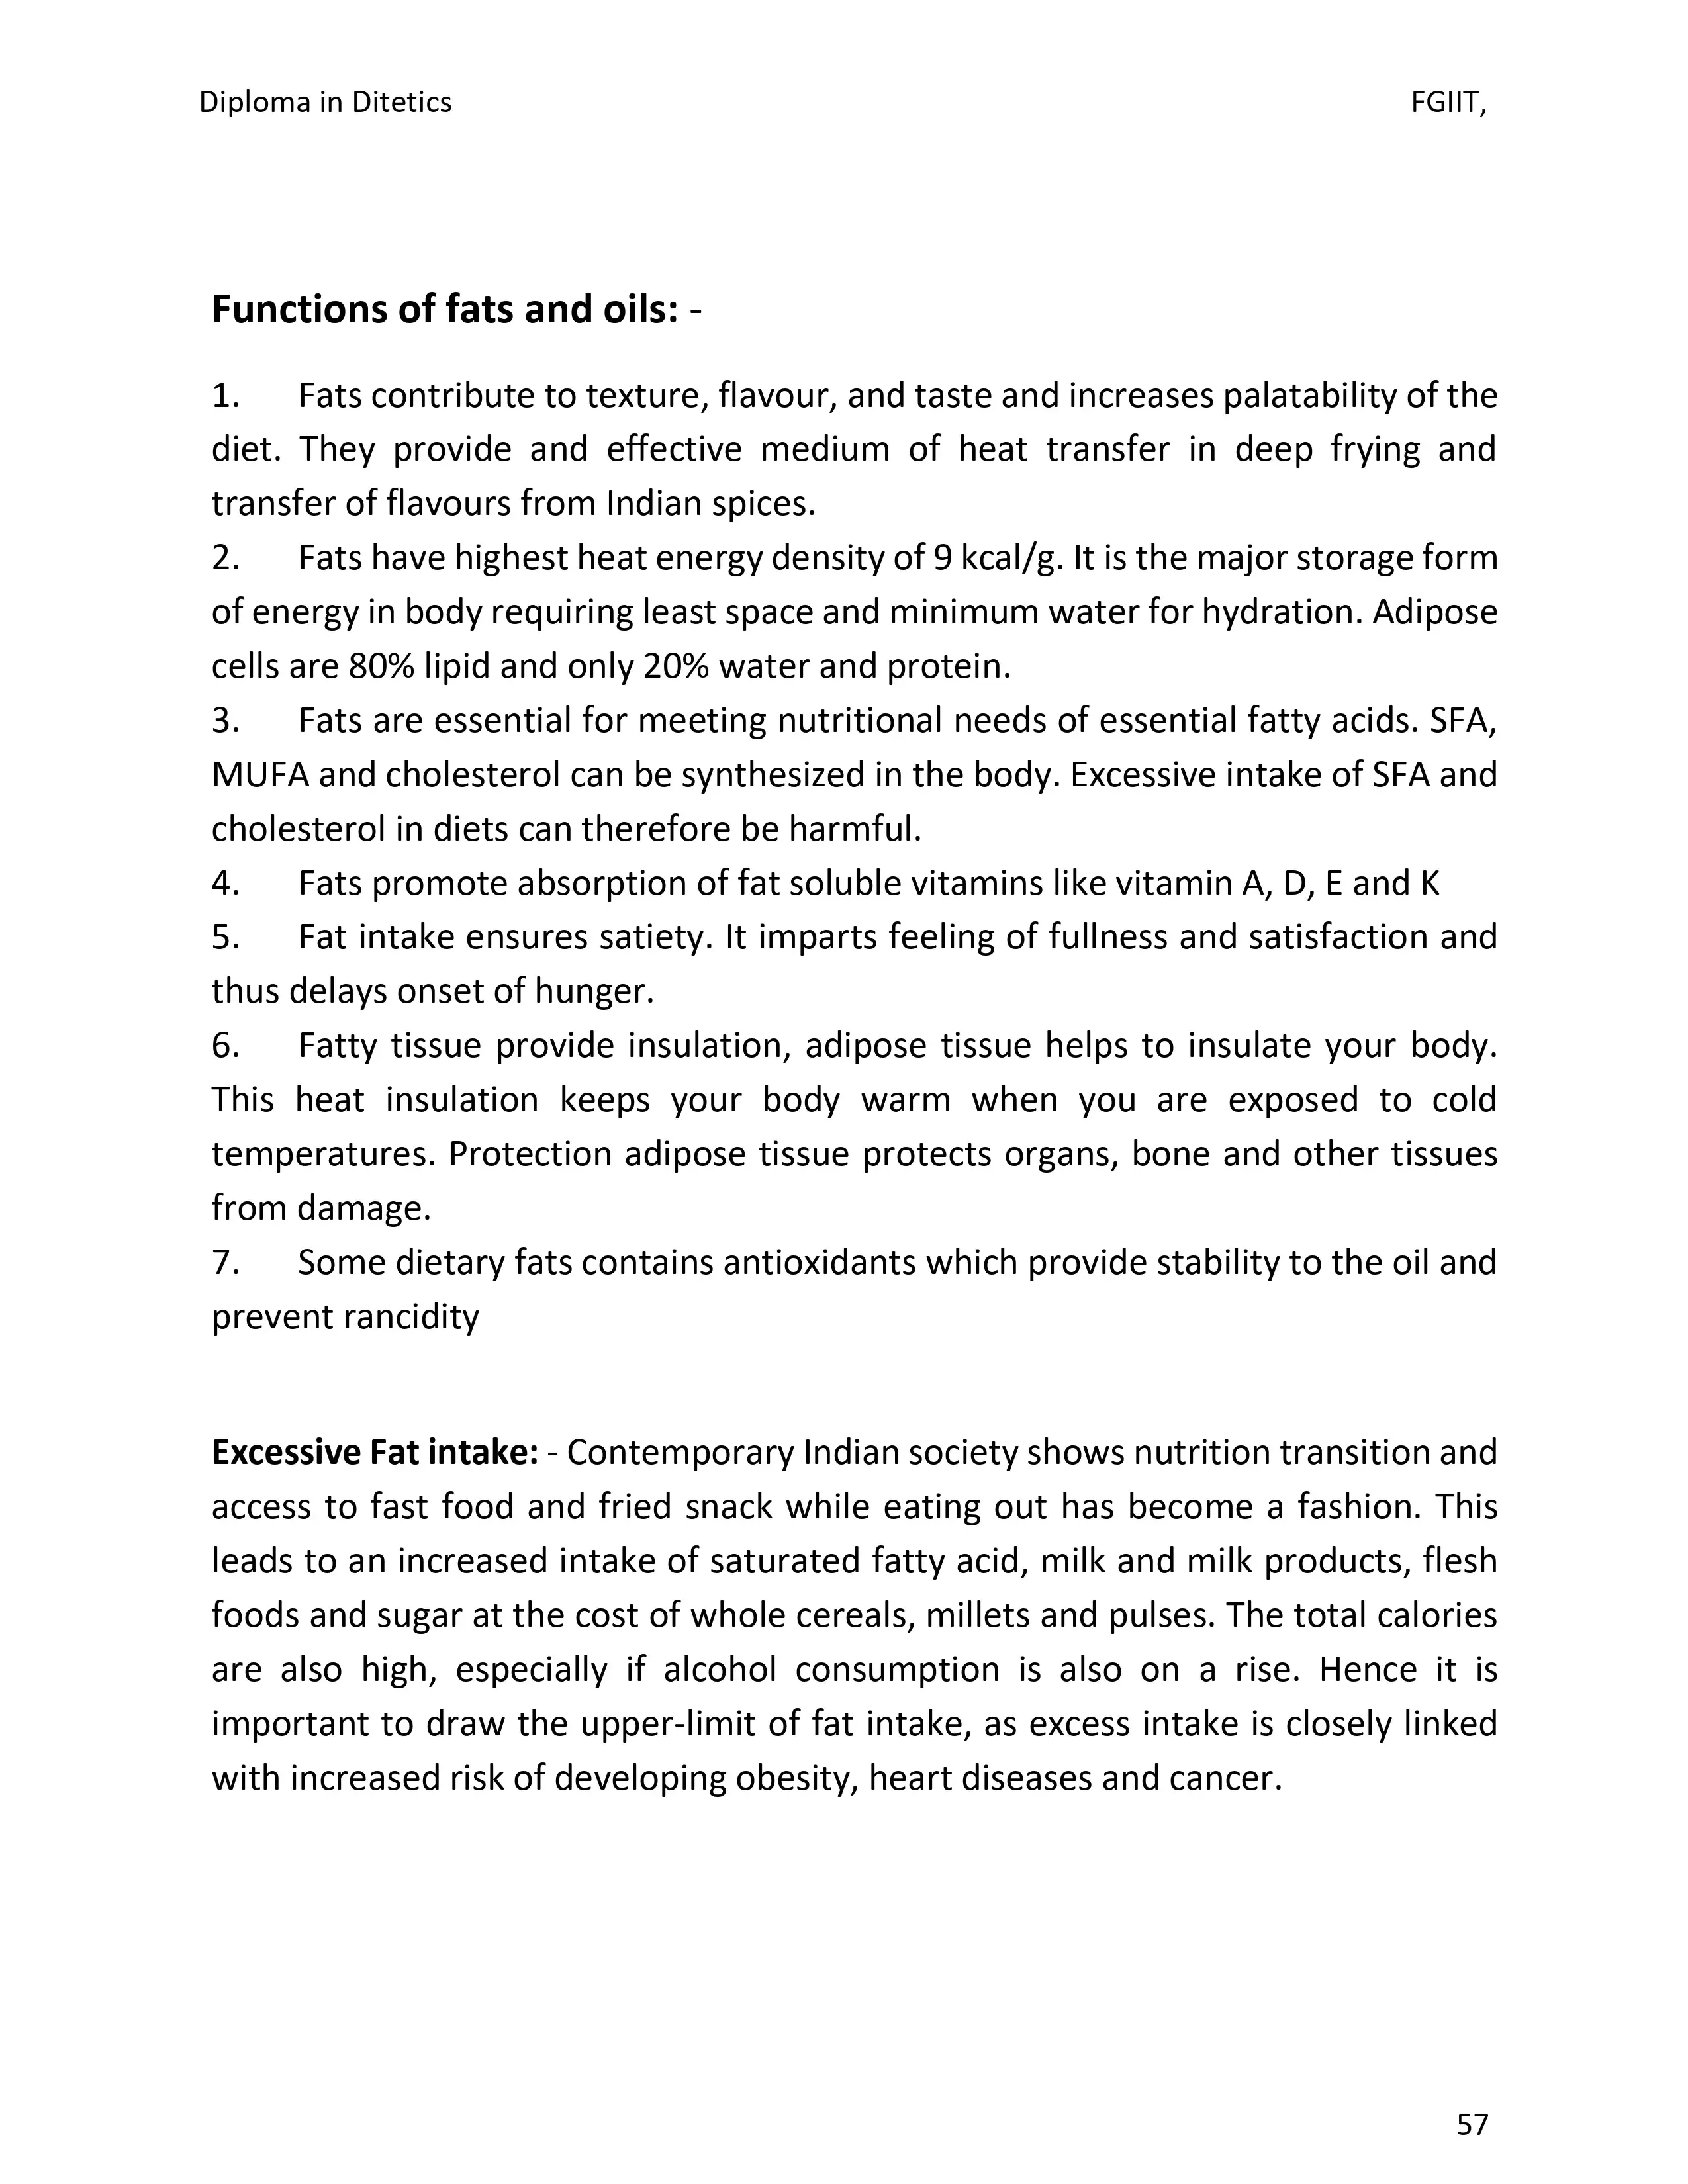 Diploma in Ditetics FGIIT,
Functions of fats and oils: -
1. Fats contribute to texture, flavour, and taste and increases palatability of the
diet. They provide and effective medium of heat transfer in deep frying and
transfer of flavours from Indian spices.
2. Fats have highest heat energy density of 9 kcal/g. It is the major storage form
of energy in body requiring least space and minimum water for hydration. Adipose
cells are 80% lipid and only 20% water and protein.
3. Fats are essential for meeting nutritional needs of essential fatty acids. SFA,
MUFA and cholesterol can be synthesized in the body. Excessive intake of SFA and
cholesterol in diets can therefore be harmful.
4. Fats promote absorption of fat soluble vitamins like vitamin A, D, E and K
5. Fat intake ensures satiety. It imparts feeling of fullness and satisfaction and
thus delays onset of hunger.
6. Fatty tissue provide insulation, adipose tissue helps to insulate your body.
This heat insulation keeps your body warm when you are exposed to cold
temperatures. Protection adipose tissue protects organs, bone and other tissues
from damage.
7. Some dietary fats contains antioxidants which provide stability to the oil and
prevent rancidity
Excessive Fat intake: - Contemporary Indian society shows nutrition transition and
access to fast food and fried snack while eating out has become a fashion. This
leads to an increased intake of saturated fatty acid, milk and milk products, flesh
foods and sugar at the cost of whole cereals, millets and pulses. The total calories
are also high, especially if alcohol consumption is also on a rise. Hence it is
important to draw the upper-limit of fat intake, as excess intake is closely linked
with increased risk of developing obesity, heart diseases and cancer.
57